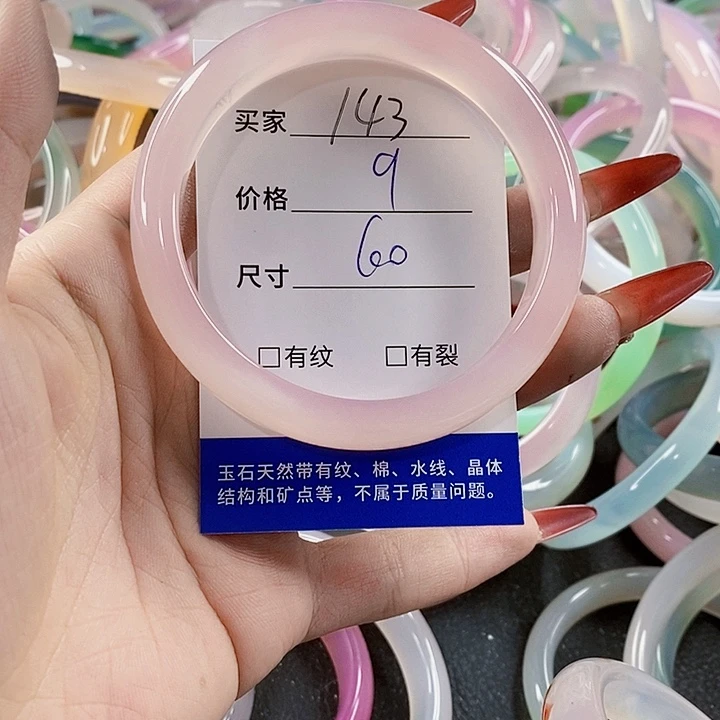 买家 143
价格 9
尺寸 60
□有纹 □有裂
玉石天然带有纹、棉、水线、晶体
结构和矿点等，不属于质量问题。